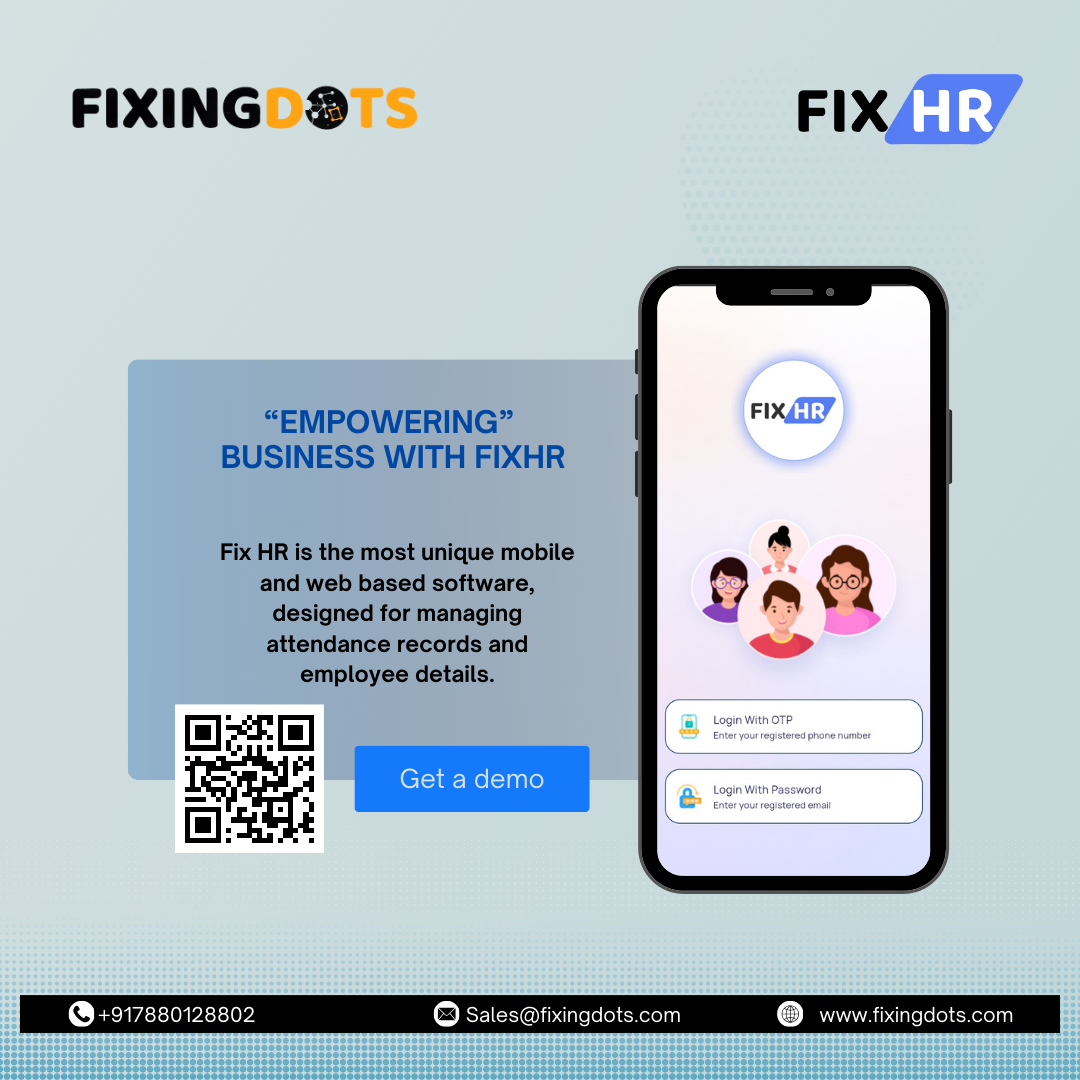 FIXINGDOTS
FIX HR
“EMPOWERING”
BUSINESS WITH FIXHR
Fix HR is the most unique mobile
and web based software,
designed for managing
attendance records and
employee details.
Get a demo
FIX HR
Login With OTP
Enter your registered phone number
Login With Password
Enter your registered email
+917880128802
Sales@fixingdots.com
www.fixingdots.com